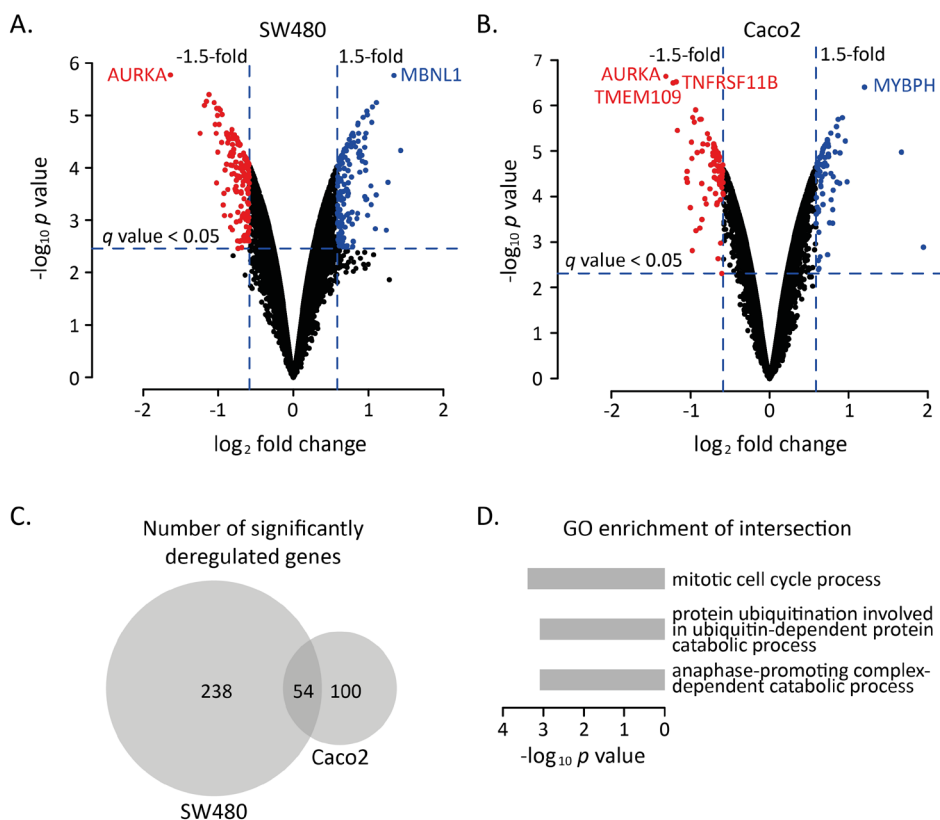 A.
SW480
-1.5-fold
1.5-fold
AURKA
MBNL1
6
5
4
3
2
1
0
-log10 p value
q value < 0.05
-2
-1
0
1
2
log2 fold change
B.
Caco2
-1.5-fold
1.5-fold
AURKA
TNFRSF11B
TMEM109
MYBPH
7
6
5
4
3
2
1
0
-log10 p value
q value < 0.05
-2
-1
0
1
2
log2 fold change
C.
Number of significantly
deregulated genes
238
54
100
Caco2
SW480
D.
GO enrichment of intersection
mitotic cell cycle process
protein ubiquitination involved
in ubiquitin-dependent protein
catabolic process
anaphase-promoting complex-
dependent catabolic process
4
3
2
1
0
-log10 p value